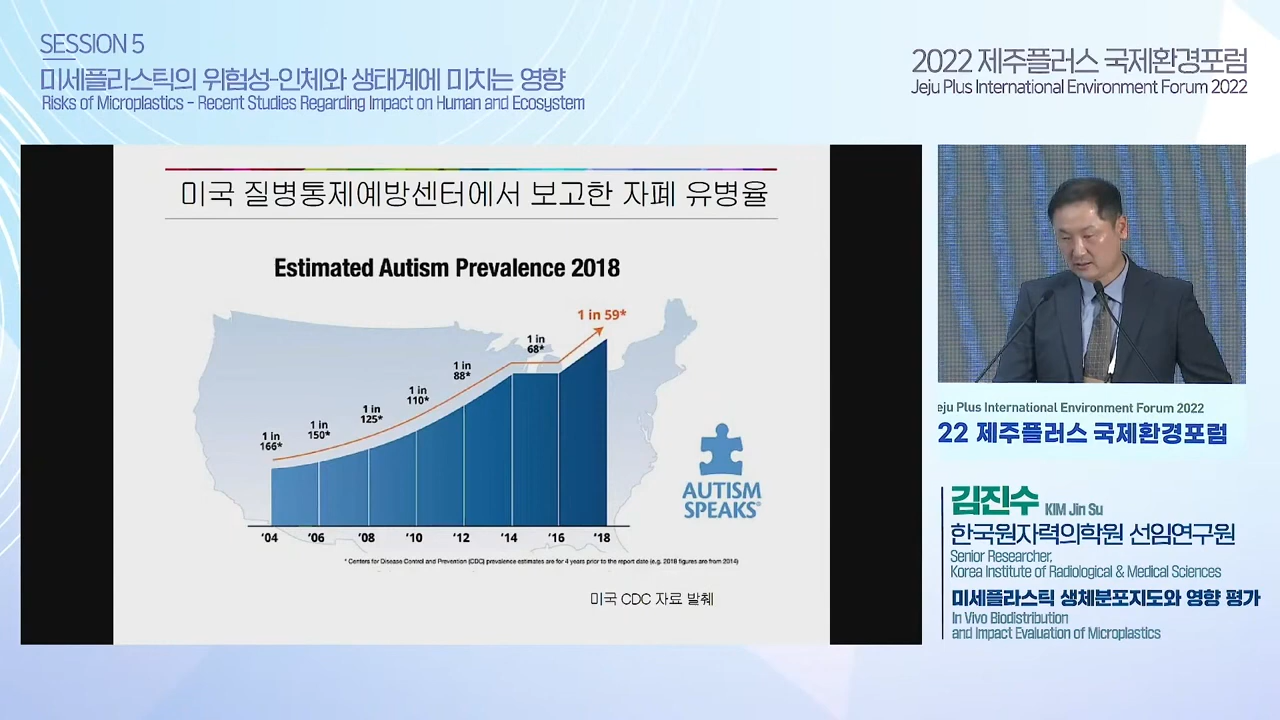 SESSION 5
미세플라스틱의 위험성-인체와 생태계에 미치는 영향
Risks of Microplastics - Recent Studies Regarding Impact on Human and Ecosystem
2022 제주플러스 국제환경포럼
Jeju Plus International Environment Forum 2022
미국 질병통제예방센터에서 보고한 자폐 유병율
Estimated Autism Prevalence 2018
1 in 166*
1 in 150*
1 in 125*
1 in 110*
1 in 88*
1 in 68*
1 in 59*
'04 '06 '08 '10 '12 '14 '16 '18
AUTISM
SPEAKS®
* Centers for Disease Control and Prevention (CDC) prevalence estimates are for 4 years prior to the report date (e.g. 2018 figures are from 2014)
미국 CDC 자료 발췌
eju Plus International Environment Forum 2022
22 제주플러스 국제환경포럼
김진수 KIM Jin Su
한국원자력의학원 선임연구원
Senior Researcher,
Korea Institute of Radiological & Medical Sciences
미세플라스틱 생체분포지도와 영향 평가
In Vivo Biodistribution
and Impact Evaluation of Microplastics